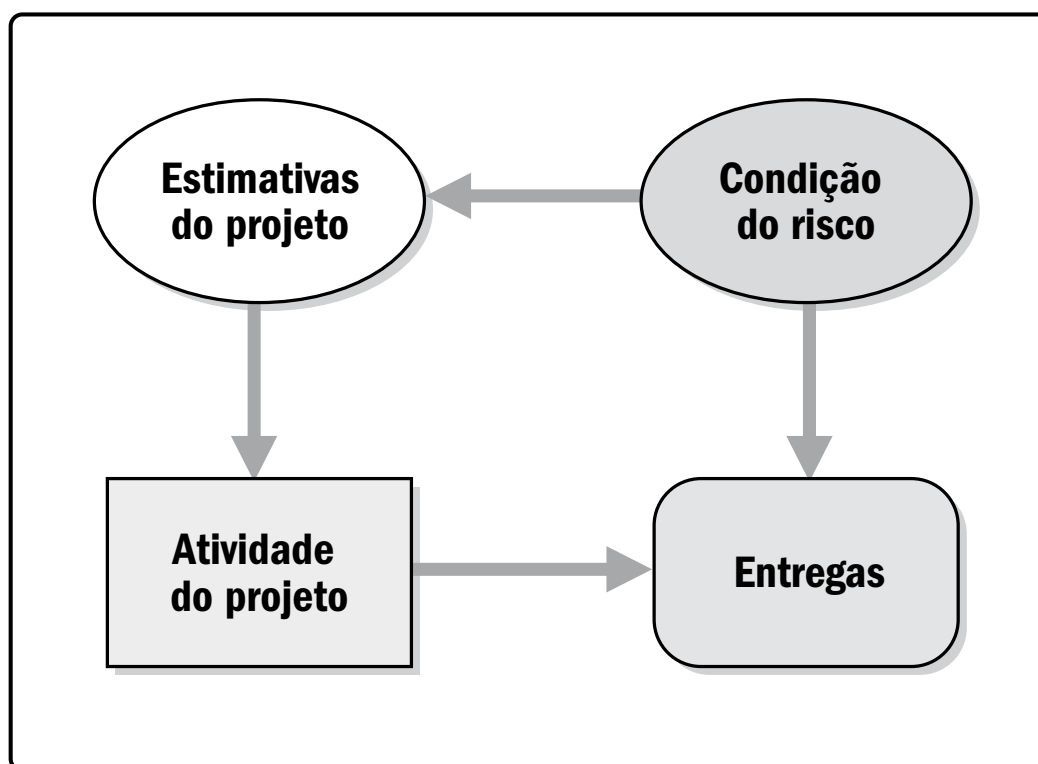 Estimativas
do projeto
Condição
do risco
Atividade
do projeto
Entregas